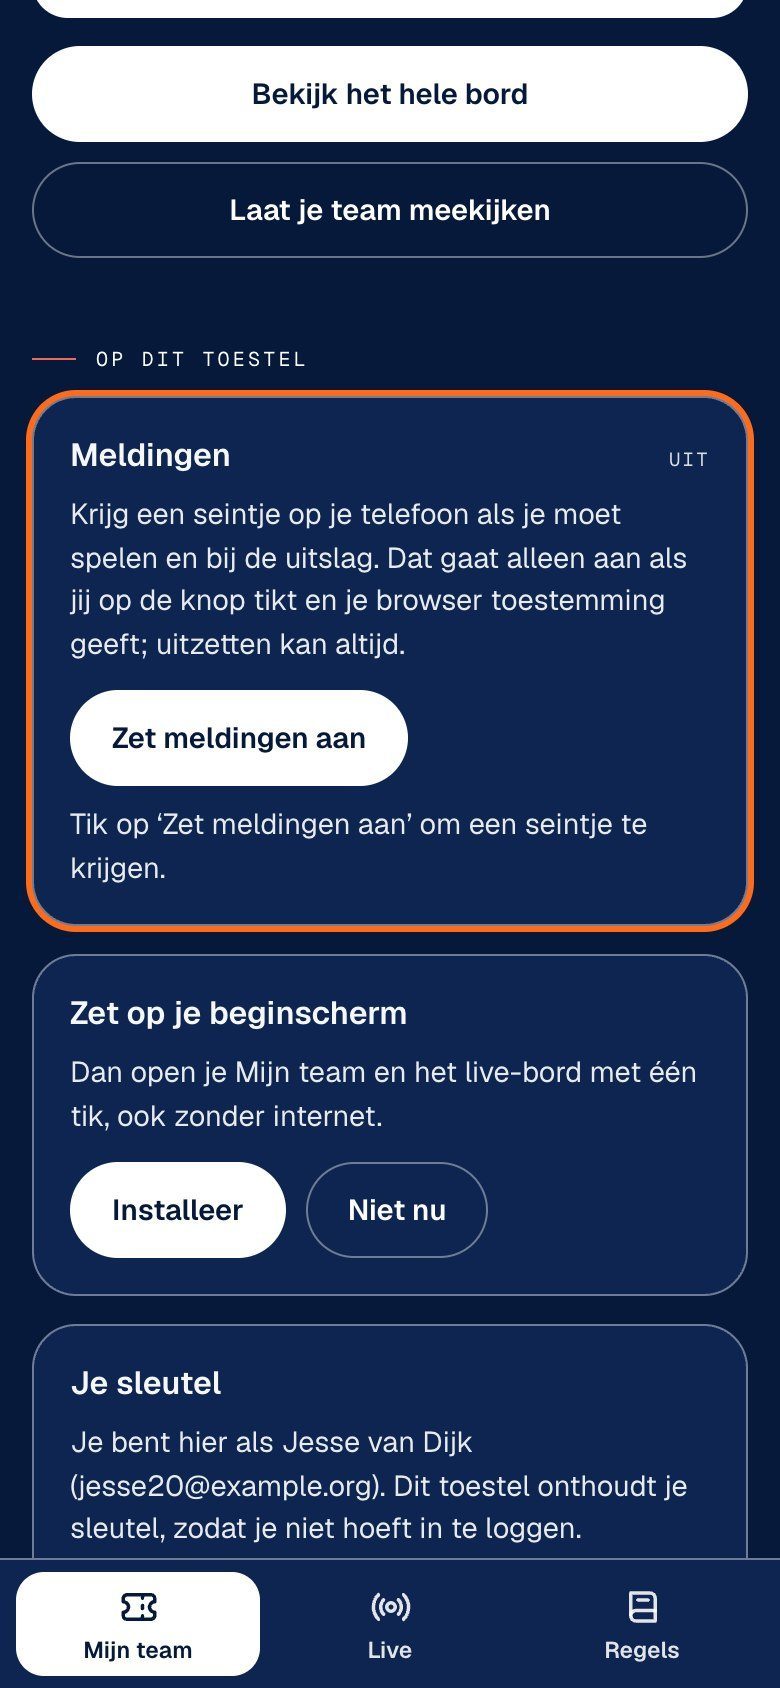 Bekijk het hele bord
Laat je team meekijken
OP DIT TOESTEL
Meldingen
UIT
Krijg een seintje op je telefoon als je moet
spelen en bij de uitslag. Dat gaat alleen aan als
jij op de knop tikt en je browser toestemming
geeft; uitzetten kan altijd.
Zet meldingen aan
Tik op ‘Zet meldingen aan’ om een seintje te
krijgen.
Zet op je beginscherm
Dan open je Mijn team en het live-bord met één
tik, ook zonder internet.
Installeer
Niet nu
Je sleutel
Je bent hier als Jesse van Dijk
(jesse20@example.org). Dit toestel onthoudt je
sleutel, zodat je niet hoeft in te loggen.
Mijn team
Live
Regels